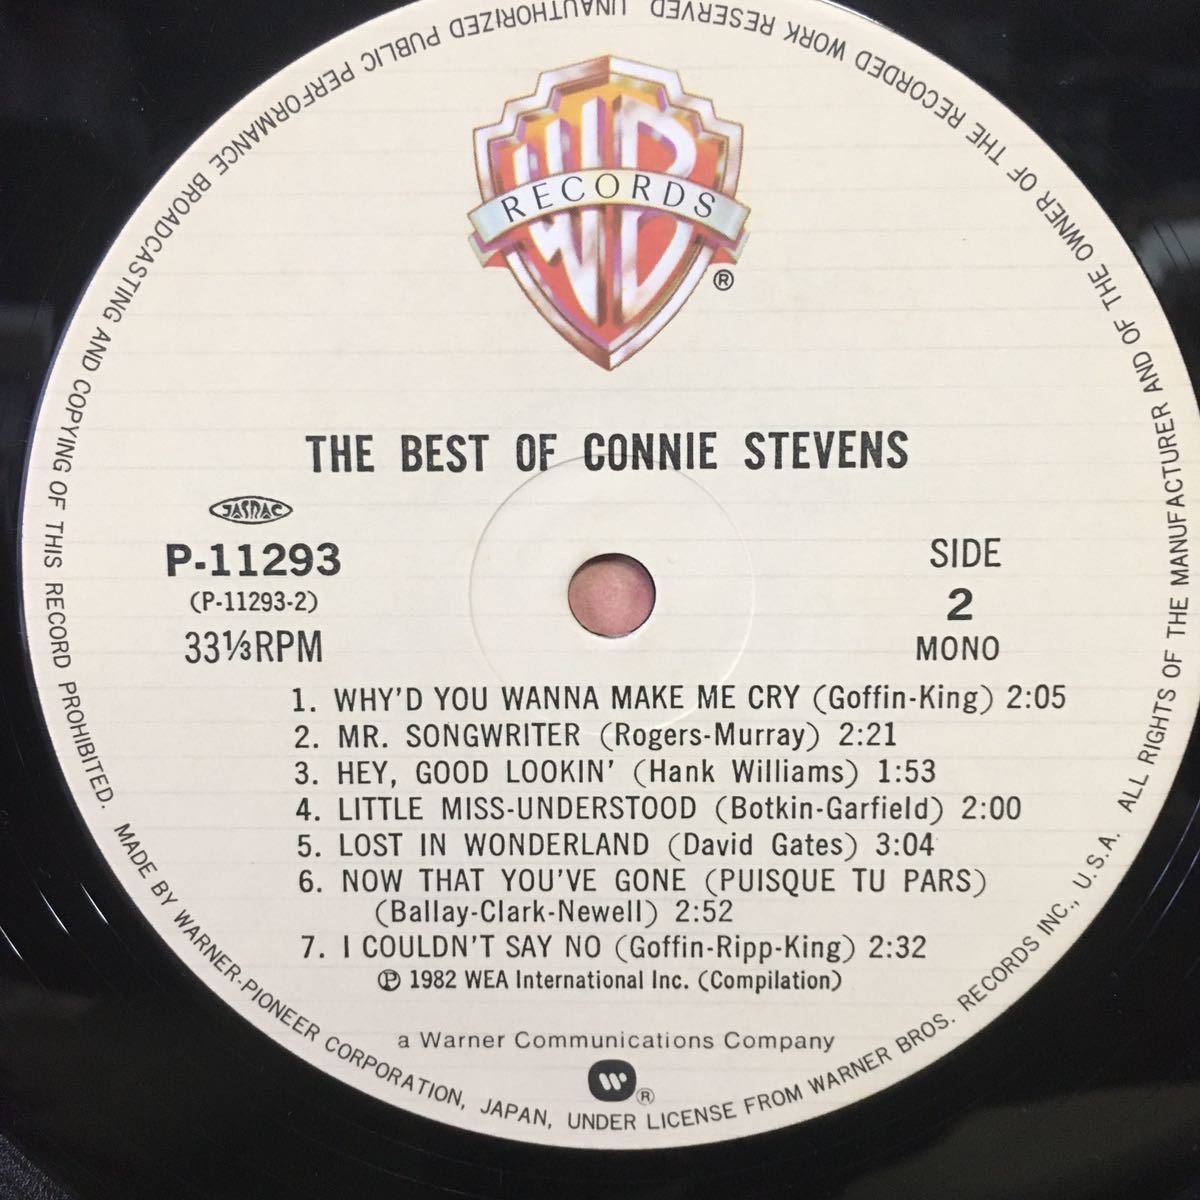 WB
RECORDS
®
THE BEST OF CONNIE STEVENS
JASRAC
P-11293
(P-11293-2)
33⅓RPM
SIDE
2
MONO
1. WHY'D YOU WANNA MAKE ME CRY (Goffin-King) 2:05
2. MR. SONGWRITER (Rogers-Murray) 2:21
3. HEY, GOOD LOOKIN' (Hank Williams) 1:53
4. LITTLE MISS-UNDERSTOOD (Botkin-Garfield) 2:00
5. LOST IN WONDERLAND (David Gates) 3:04
6. NOW THAT YOU'VE GONE (PUISQUE TU PARS)
(Ballay-Clark-Newell) 2:52
7. I COULDN'T SAY NO (Goffin-Ripp-King) 2:32
℗ 1982 WEA International Inc. (Compilation)
a Warner Communications Company
®
ALL RIGHTS OF THE MANUFACTURER AND OF THE OWNER OF THE RECORDED WORK RESERVED UNAUTHORIZED PUBLIC PERFORMANCE BROADCASTING AND COPYING OF THIS RECORD PROHIBITED.
MADE BY WARNER-PIONEER CORPORATION, JAPAN, UNDER LICENSE FROM WARNER BROS. RECORDS INC., U.S.A.